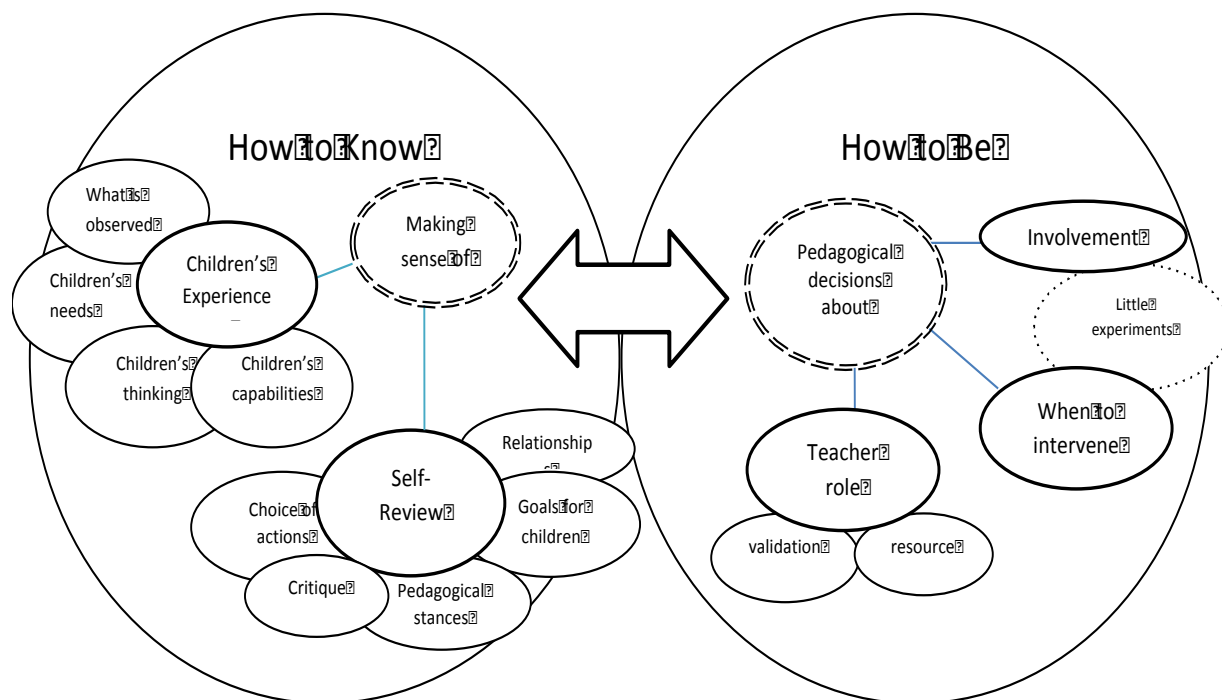 How to Know
How to Be
What is
observed
Children's
needs
Children's
Experience
Children's
thinking
Children's
capabilities
Making
sense of
Self-
Review
Relationship
s
Goals for
children
Choice of
actions
Critique
Pedagogical
stances
Pedagogical
decisions
about
Involvement
Little
experiments
When to
intervene
Teacher
role
validation
resource